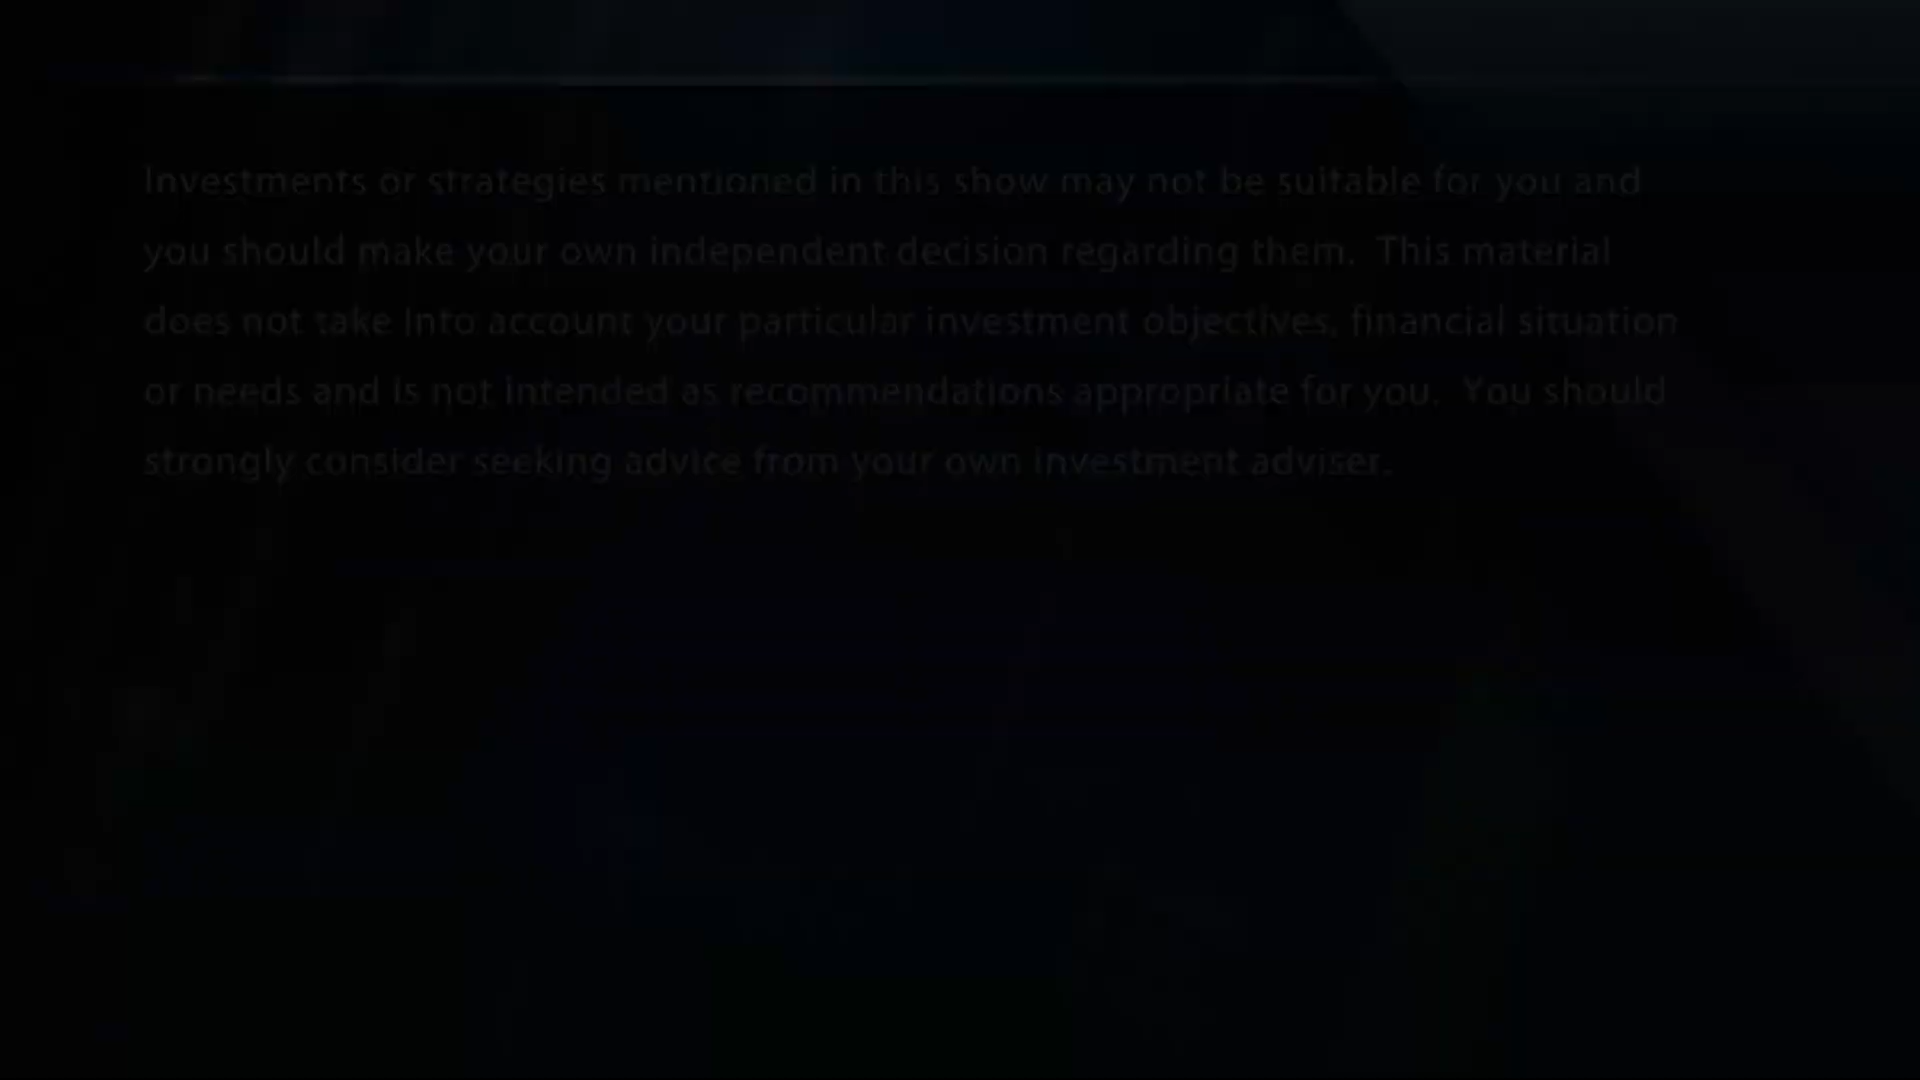 Investments or strategies mentioned in this show may not be suitable for you and
you should make your own independent decision regarding them.  This material
does not take into account your particular investment objectives, financial situation
or needs and is not intended as recommendations appropriate for you.  You should
strongly consider seeking advice from your own investment adviser.